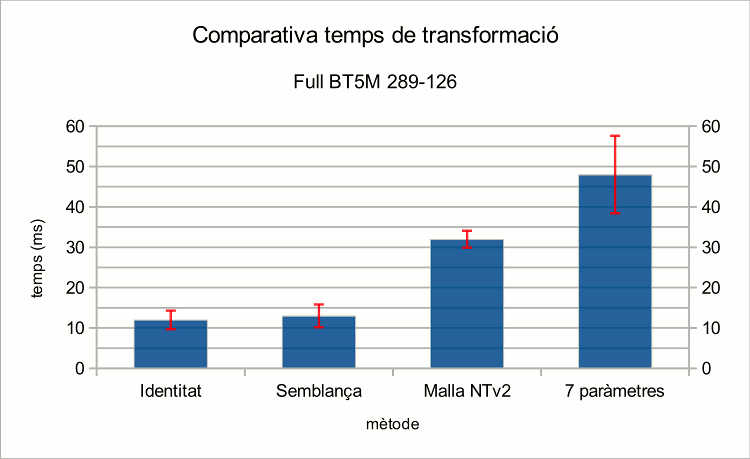 Comparativa temps de transformació
Full BT5M 289-126
60 60
50 50
40 40
30 30
20 20
10 10
0 0
temps (ms)
Identitat Semblança Malla NTv2 7 paràmetres
mètode